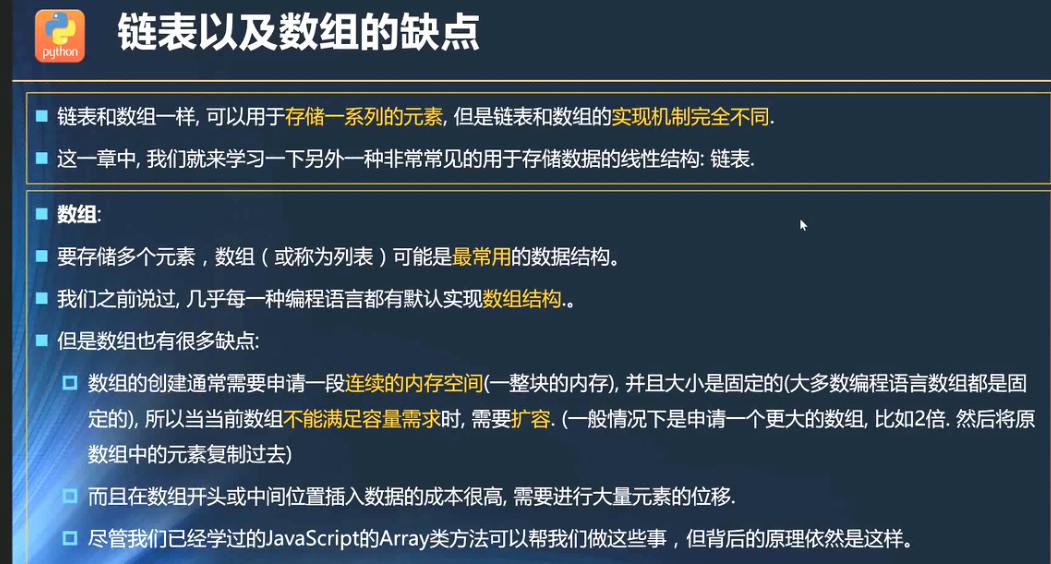 python
链表以及数组的缺点
链表和数组一样, 可以用于存储一系列的元素, 但是链表和数组的实现机制完全不同.
这一章中, 我们就来学习一下另外一种非常常见的用于存储数据的线性结构: 链表.
数组:
要存储多个元素，数组（或称为列表）可能是最常用的数据结构。
我们之前说过, 几乎每一种编程语言都有默认实现数组结构.。
但是数组也有很多缺点:
数组的创建通常需要申请一段连续的内存空间(一整块的内存), 并且大小是固定的(大多数编程语言数组都是固
定的), 所以当当前数组不能满足容量需求时, 需要扩容. (一般情况下是申请一个更大的数组, 比如2倍. 然后将原
数组中的元素复制过去)
而且在数组开头或中间位置插入数据的成本很高, 需要进行大量元素的位移.
尽管我们已经学过的JavaScript的Array类方法可以帮我们做这些事，但背后的原理依然是这样。